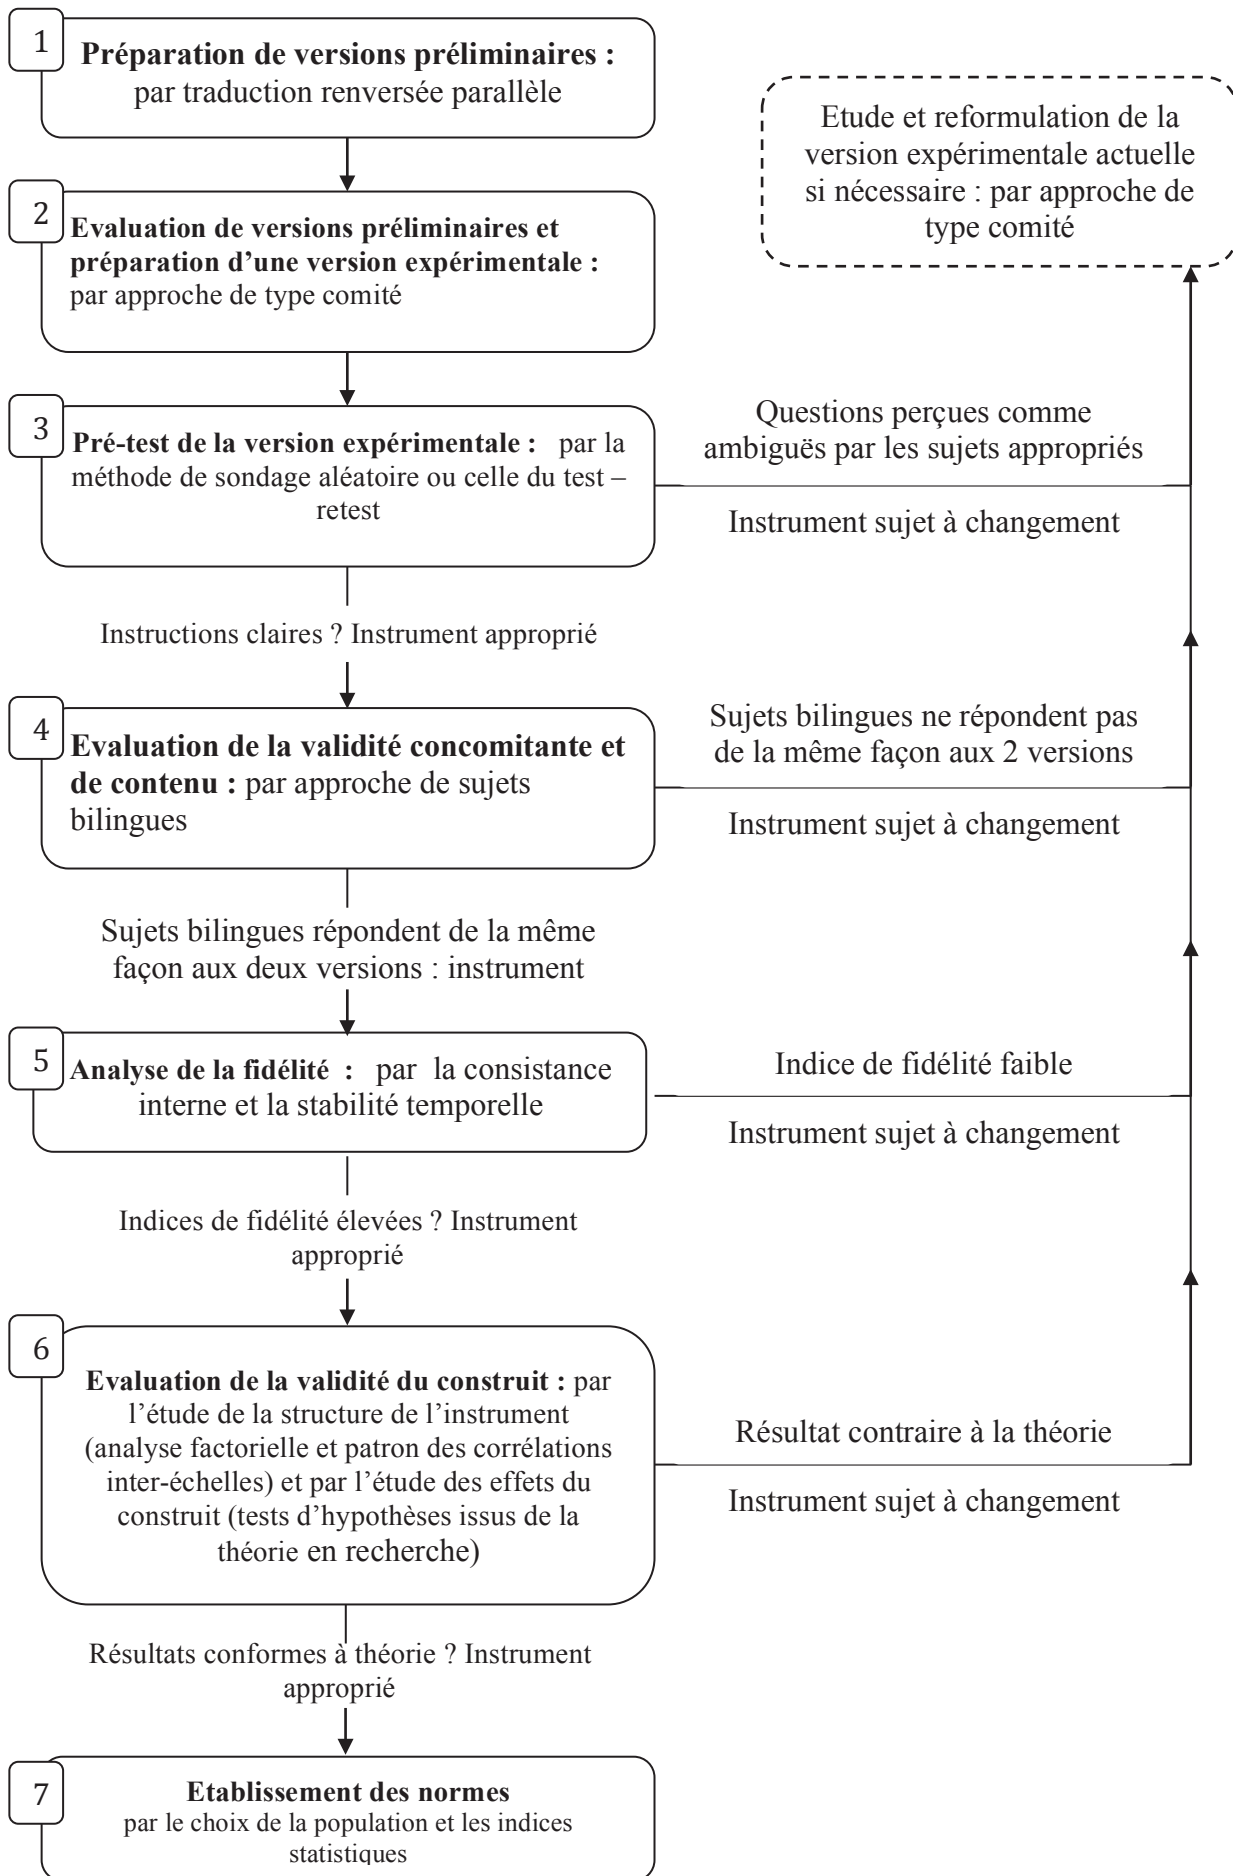 1
Préparation de versions préliminaires :
par traduction renversée parallèle
Etude et reformulation de la
version expérimentale actuelle
si nécessaire : par approche de
type comité
2
Evaluation de versions préliminaires et
préparation d’une version expérimentale :
par approche de type comité
3
Pré-test de la version expérimentale : par la
méthode de sondage aléatoire ou celle du test –
retest
Questions perçues comme
ambiguës par les sujets appropriés
Instrument sujet à changement
Instructions claires ? Instrument approprié
4
Evaluation de la validité concomitante et
de contenu : par approche de sujets
bilingues
Sujets bilingues ne répondent pas
de la même façon aux 2 versions
Instrument sujet à changement
Sujets bilingues répondent de la même
façon aux deux versions : instrument
5
Analyse de la fidélité : par la consistance
interne et la stabilité temporelle
Indice de fidélité faible
Instrument sujet à changement
Indices de fidélité élevées ? Instrument
approprié
6
Evaluation de la validité du construit : par
l’étude de la structure de l’instrument
(analyse factorielle et patron des corrélations
inter-échelles) et par l’étude des effets du
construit (tests d’hypothèses issus de la
théorie en recherche)
Résultat contraire à la théorie
Instrument sujet à changement
Résultats conformes à théorie ? Instrument
approprié
7
Etablissement des normes
par le choix de la population et les indices
statistiques